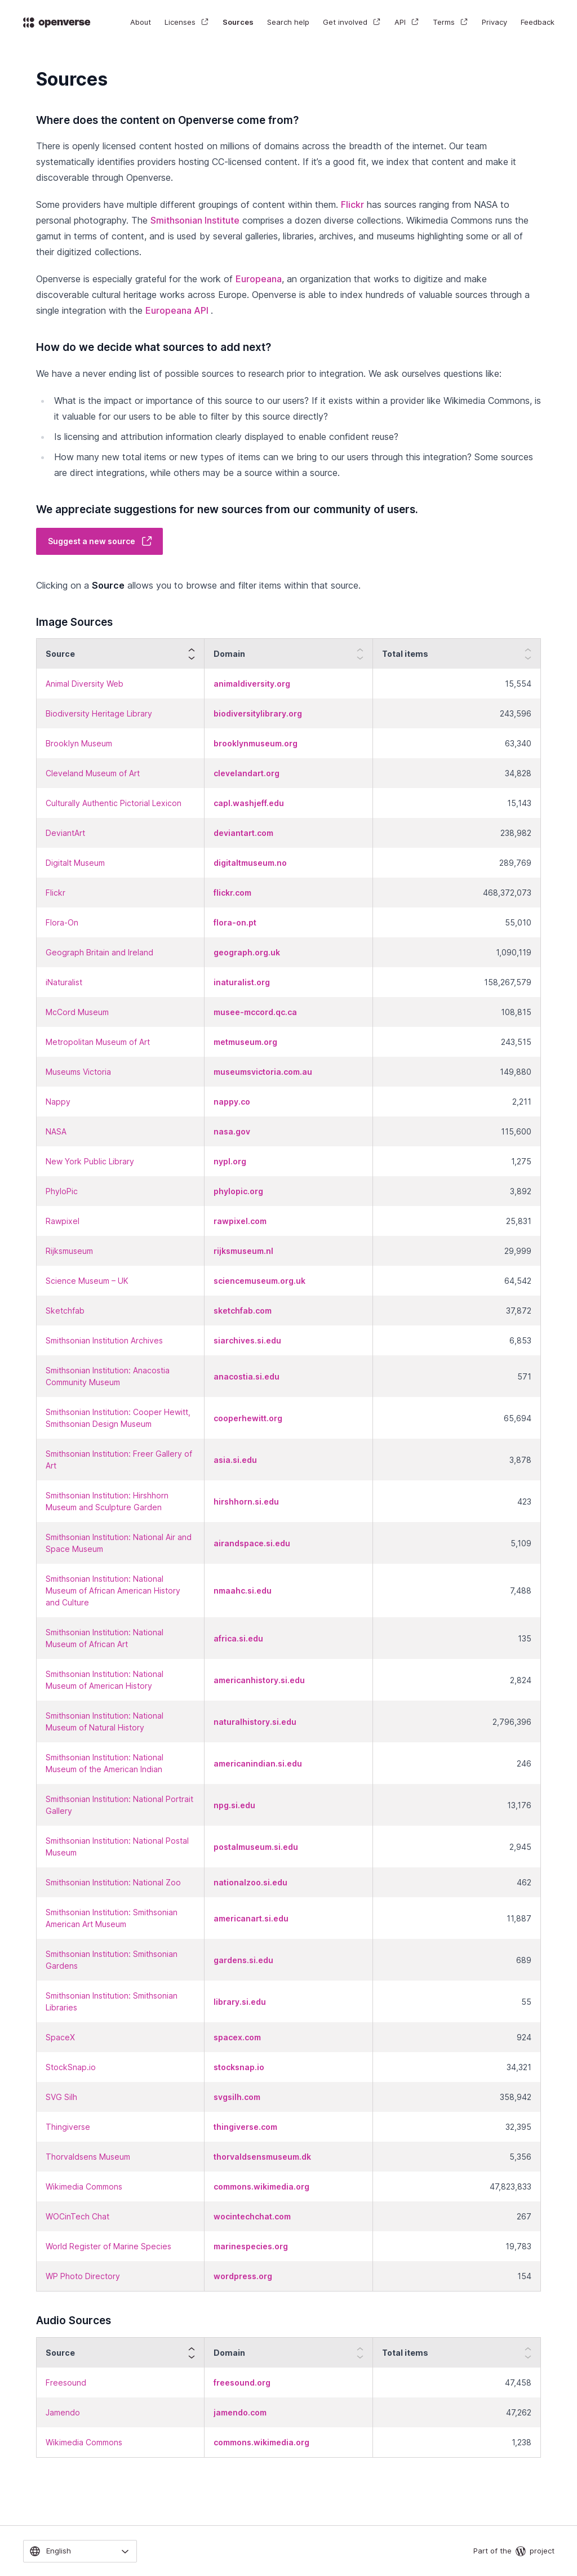 openverse
About
Licenses
Sources
Search help
Get involved
API
Terms
Privacy
Feedback
Sources
Where does the content on Openverse come from?
There is openly licensed content hosted on millions of domains across the breadth of the internet. Our team
systematically identifies providers hosting CC-licensed content. If it's a good fit, we index that content and make it
discoverable through Openverse.
Some providers have multiple different groupings of content within them. Flickr has sources ranging from NASA to
personal photography. The Smithsonian Institute comprises a dozen diverse collections. Wikimedia Commons runs the
gamut in terms of content, and is used by several galleries, libraries, archives, and museums highlighting some or all of
their digitized collections.
Openverse is especially grateful for the work of Europeana, an organization that works to digitize and make
discoverable cultural heritage works across Europe. Openverse is able to index hundreds of valuable sources through a
single integration with the Europeana API .
How do we decide what sources to add next?
We have a never ending list of possible sources to research prior to integration. We ask ourselves questions like:
What is the impact or importance of this source to our users? If it exists within a provider like Wikimedia Commons, is
it valuable for our users to be able to filter by this source directly?
Is licensing and attribution information clearly displayed to enable confident reuse?
How many new total items or new types of items can we bring to our users through this integration? Some sources
are direct integrations, while others may be a source within a source.
We appreciate suggestions for new sources from our community of users.
Suggest a new source
Clicking on a Source allows you to browse and filter items within that source.
Image Sources
Source Domain Total items
Animal Diversity Web animaldiversity.org 15,554
Biodiversity Heritage Library biodiversitylibrary.org 243,596
Brooklyn Museum brooklynmuseum.org 63,340
Cleveland Museum of Art clevelandart.org 34,828
Culturally Authentic Pictorial Lexicon capl.washjeff.edu 15,143
DeviantArt deviantart.com 238,982
Digitalt Museum digitaltmuseum.no 289,769
Flickr flickr.com 468,372,073
Flora-On flora-on.pt 55,010
Geograph Britain and Ireland geograph.org.uk 1,090,119
iNaturalist inaturalist.org 158,267,579
McCord Museum musee-mccord.qc.ca 108,815
Metropolitan Museum of Art metmuseum.org 243,515
Museums Victoria museumsvictoria.com.au 149,880
Nappy nappy.co 2,211
NASA nasa.gov 115,600
New York Public Library nypl.org 1,275
PhyloPic phylopic.org 3,892
Rawpixel rawpixel.com 25,831
Rijksmuseum rijksmuseum.nl 29,999
Science Museum – UK sciencemuseum.org.uk 64,542
Sketchfab sketchfab.com 37,872
Smithsonian Institution Archives siarchives.si.edu 6,853
Smithsonian Institution: Anacostia
Community Museum anacostia.si.edu 571
Smithsonian Institution: Cooper Hewitt,
Smithsonian Design Museum cooperhewitt.org 65,694
Smithsonian Institution: Freer Gallery of
Art asia.si.edu 3,878
Smithsonian Institution: Hirshhorn
Museum and Sculpture Garden hirshhorn.si.edu 423
Smithsonian Institution: National Air and
Space Museum airandspace.si.edu 5,109
Smithsonian Institution: National
Museum of African American History
and Culture nmaahc.si.edu 7,488
Smithsonian Institution: National
Museum of African Art africa.si.edu 135
Smithsonian Institution: National
Museum of American History americanhistory.si.edu 2,824
Smithsonian Institution: National
Museum of Natural History naturalhistory.si.edu 2,796,396
Smithsonian Institution: National
Museum of the American Indian americanindian.si.edu 246
Smithsonian Institution: National Portrait
Gallery npg.si.edu 13,176
Smithsonian Institution: National Postal
Museum postalmuseum.si.edu 2,945
Smithsonian Institution: National Zoo nationalzoo.si.edu 462
Smithsonian Institution: Smithsonian
American Art Museum americanart.si.edu 11,887
Smithsonian Institution: Smithsonian
Gardens gardens.si.edu 689
Smithsonian Institution: Smithsonian
Libraries library.si.edu 55
SpaceX spacex.com 924
StockSnap.io stocksnap.io 34,321
SVG Silh svgsilh.com 358,942
Thingiverse thingiverse.com 32,395
Thorvaldsens Museum thorvaldsensmuseum.dk 5,356
Wikimedia Commons commons.wikimedia.org 47,823,833
WOCinTech Chat wocintechchat.com 267
World Register of Marine Species marinespecies.org 19,783
WP Photo Directory wordpress.org 154
Audio Sources
Source Domain Total items
Freesound freesound.org 47,458
Jamendo jamendo.com 47,262
Wikimedia Commons commons.wikimedia.org 1,238
English
Part of the project